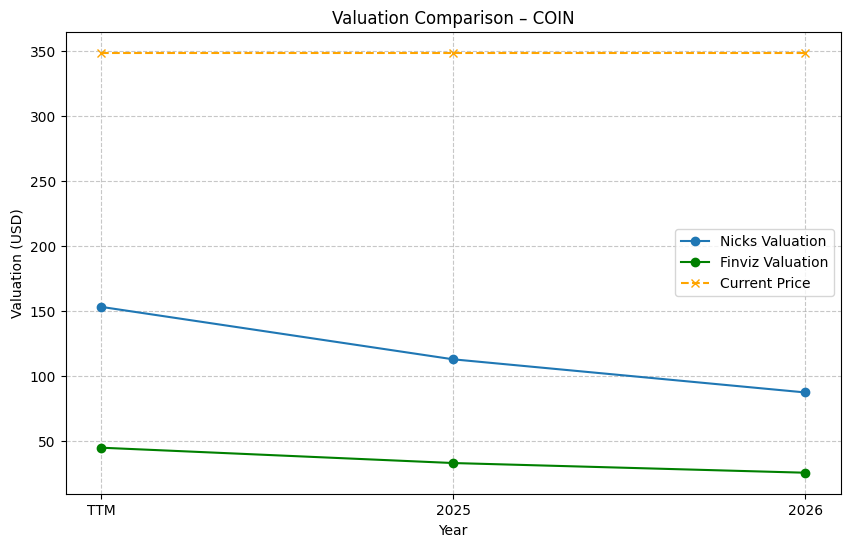 Valuation Comparison – COIN
350
300
250
200
150
100
50
Valuation (USD)
Nicks Valuation
Finviz Valuation
Current Price
TTM
2025
2026
Year